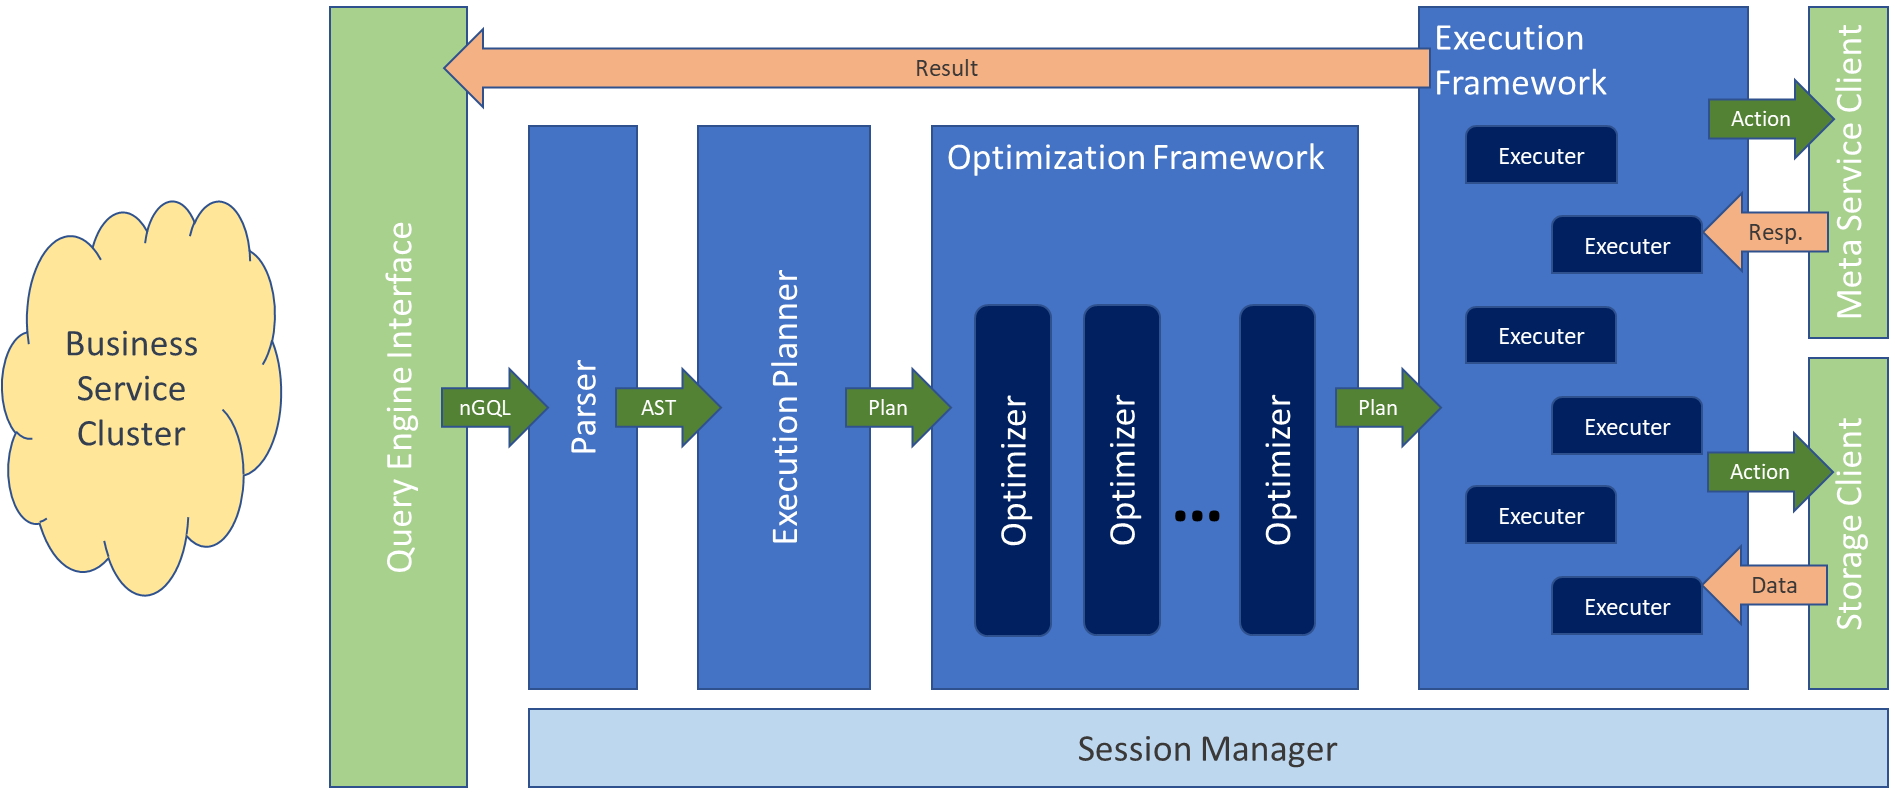 Business
Service
Cluster
Query Engine Interface
Result
nGQL
Parser
AST
Execution Planner
Plan
Optimization Framework
Optimizer
Optimizer
...
Optimizer
Plan
Execution
Framework
Executer
Executer
Executer
Executer
Executer
Executer
Action
Resp.
Meta Service Client
Action
Data
Storage Client
Session Manager